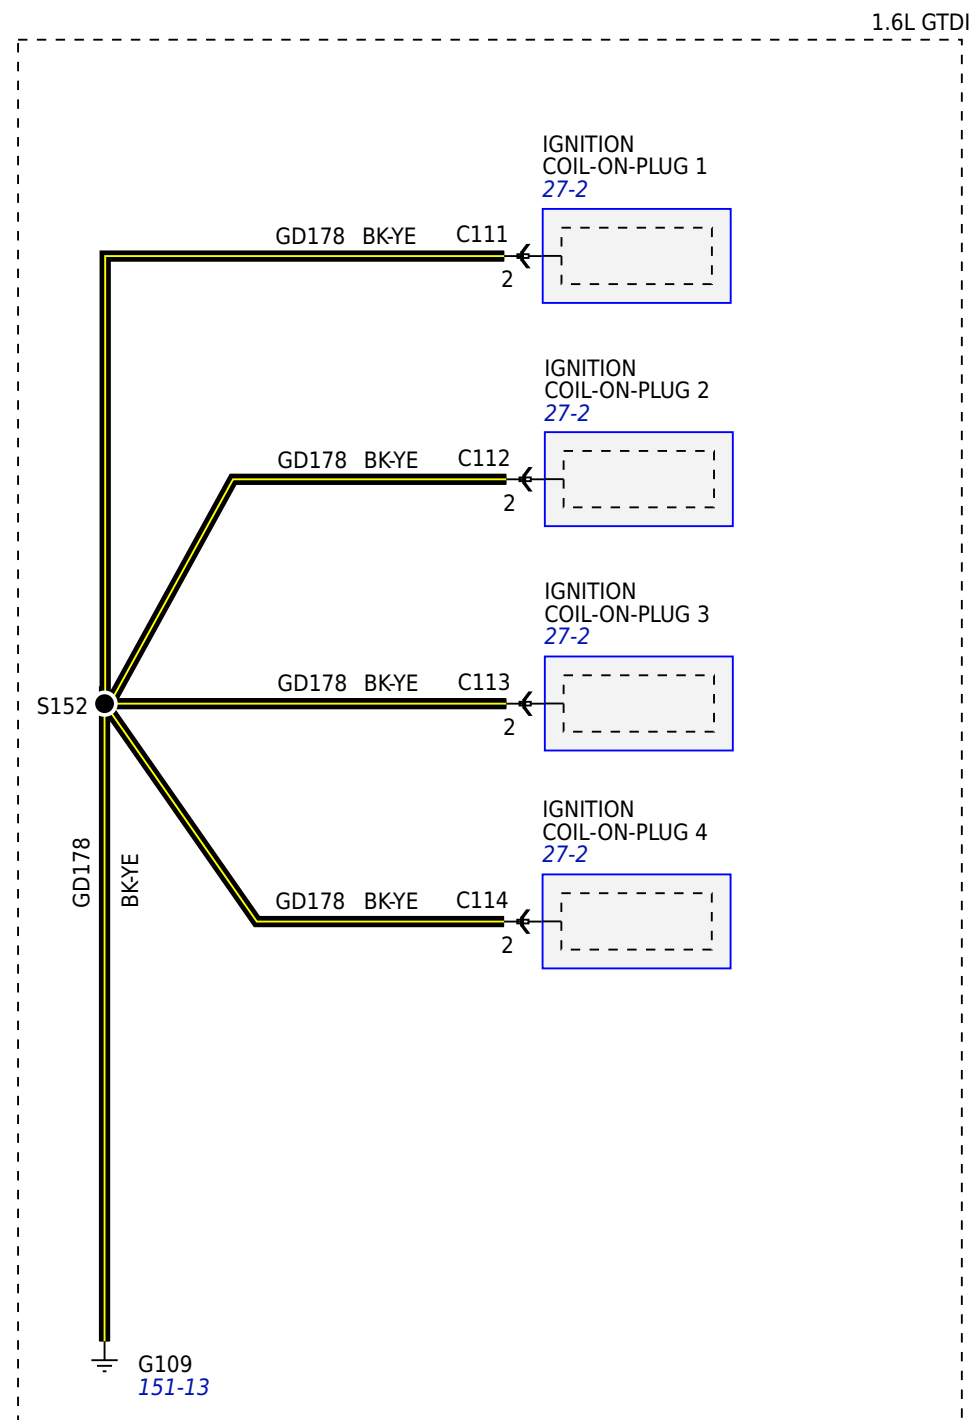 1.6L GTDI
IGNITION
COIL-ON-PLUG 1
27-2
GD178 BK-YE C111
2
IGNITION
COIL-ON-PLUG 2
27-2
GD178 BK-YE C112
2
IGNITION
COIL-ON-PLUG 3
27-2
GD178 BK-YE C113
S152
2
IGNITION
COIL-ON-PLUG 4
27-2
GD178
BK-YE
GD178 BK-YE C114
2
G109
151-13